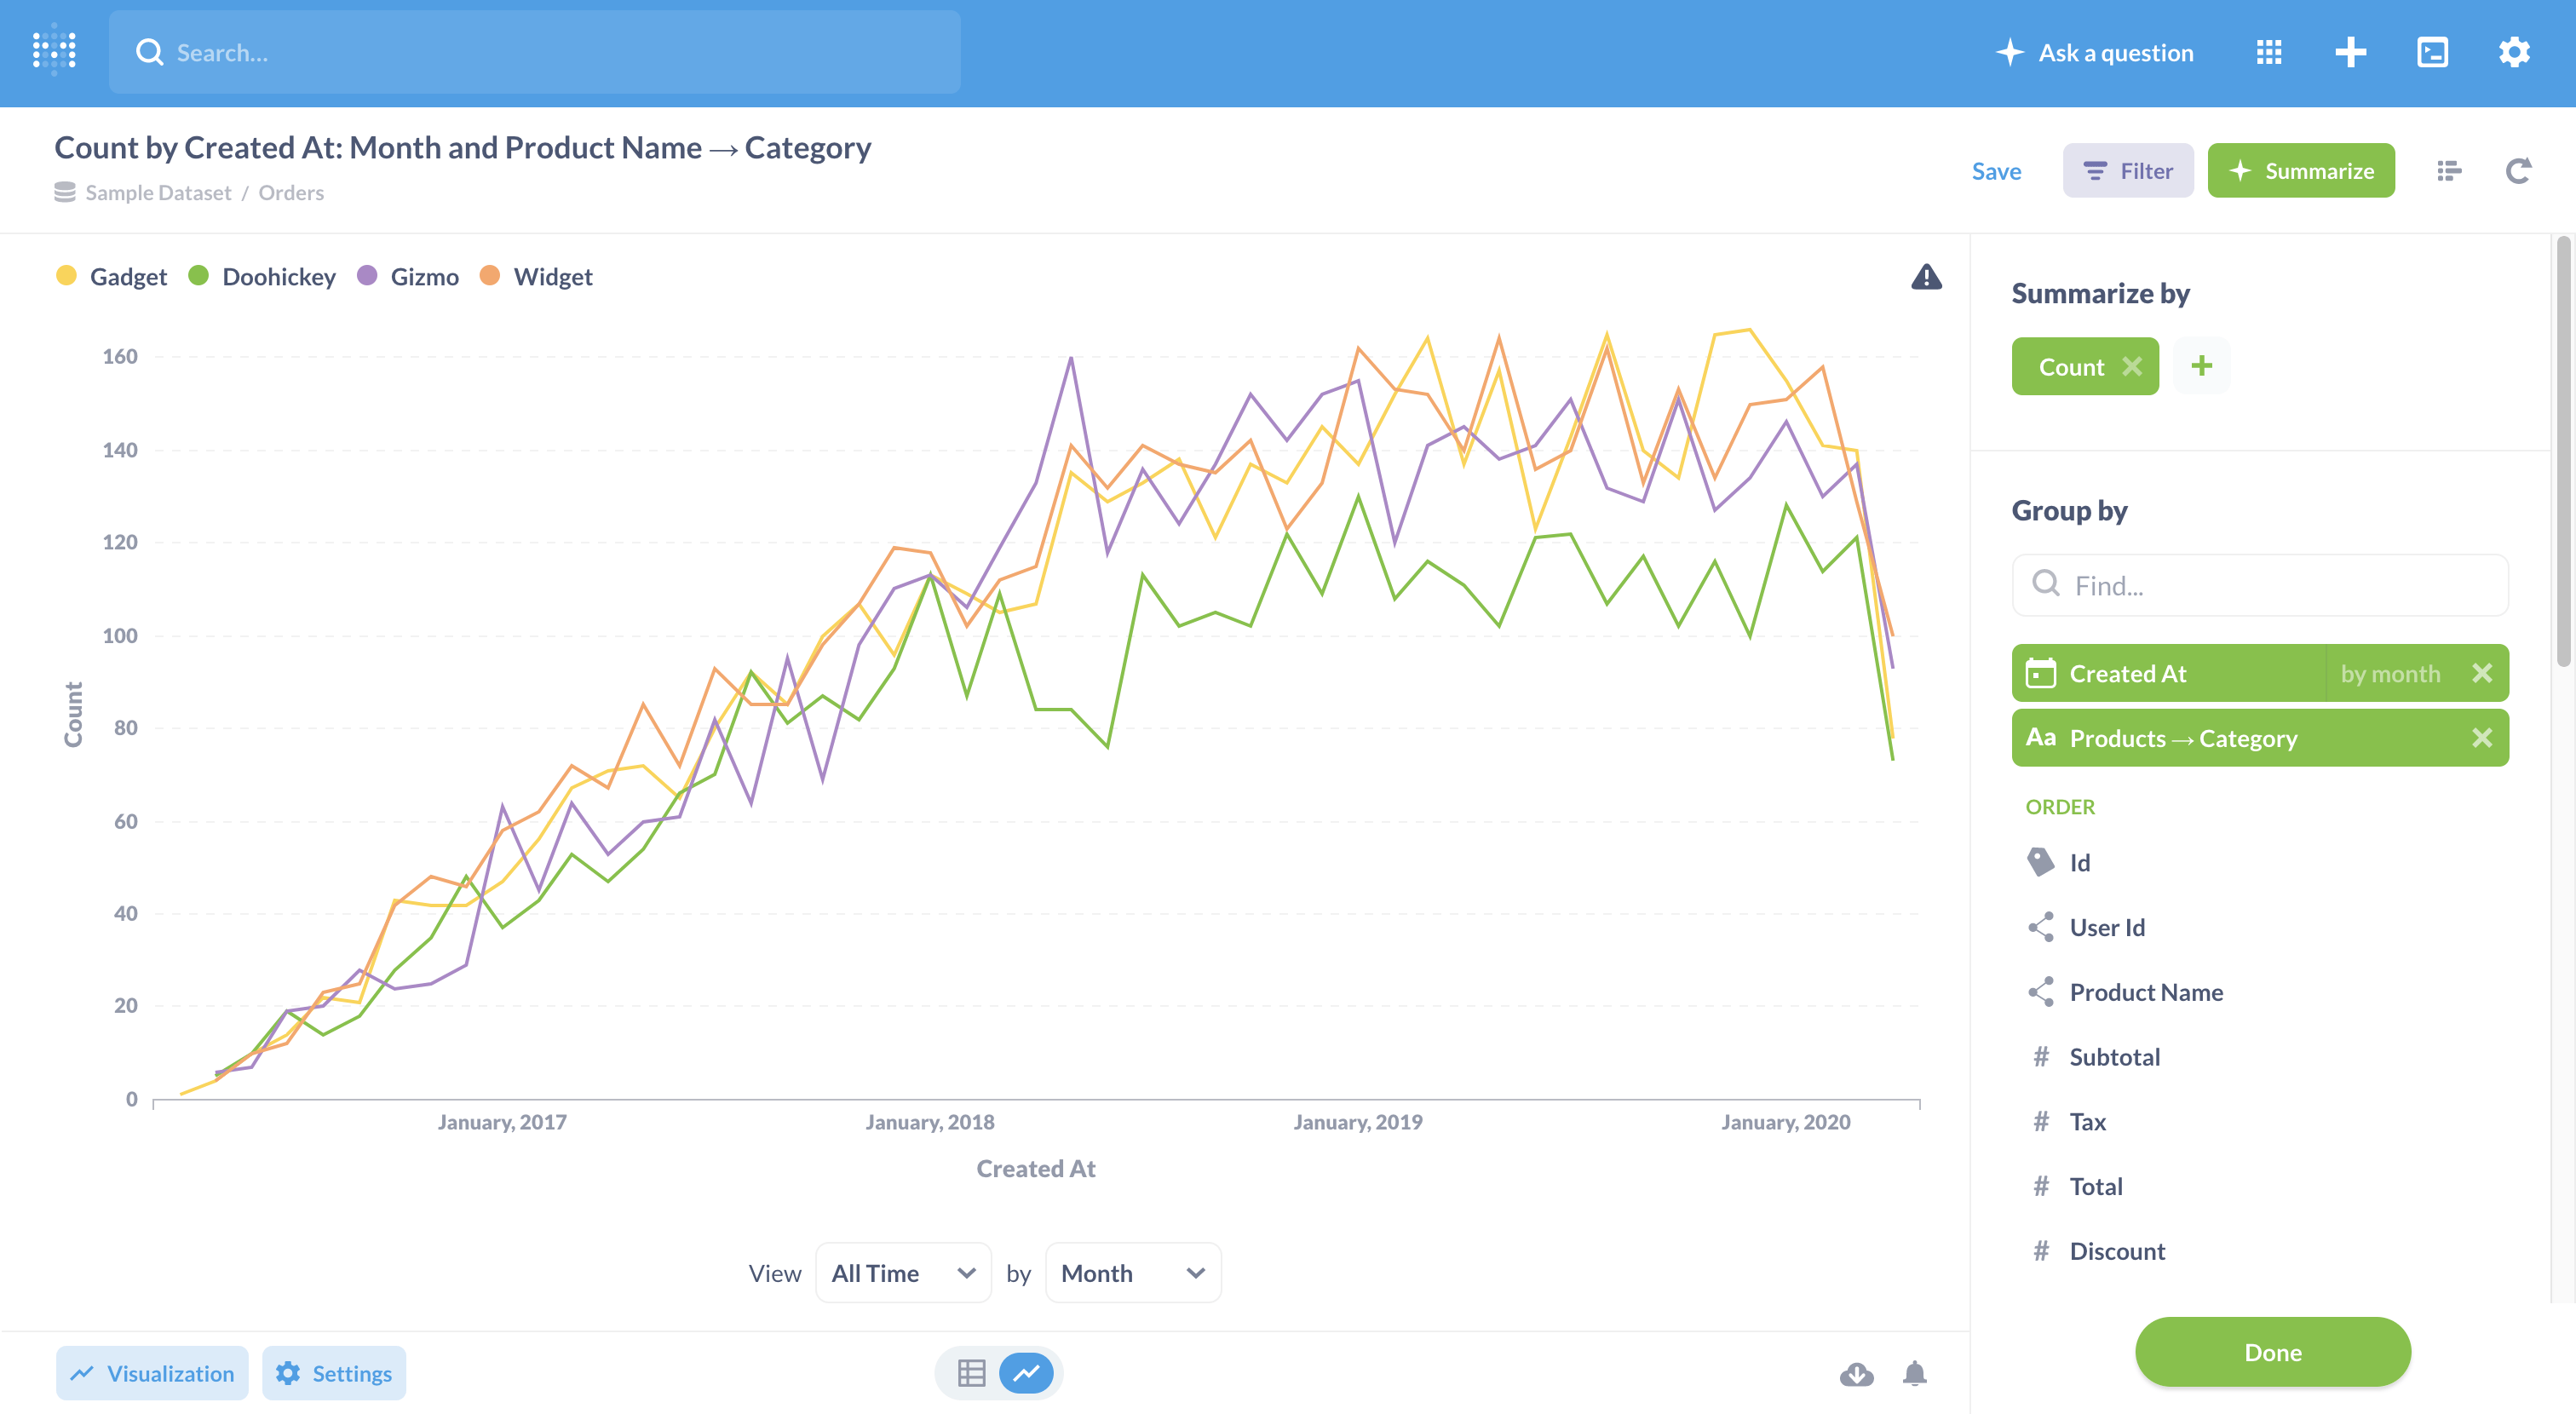 Search...
Ask a question
Count by Created At: Month and Product Name → Category
Sample Dataset / Orders
Save
Filter
Summarize
Gadget Doohickey Gizmo Widget
160
140
120
100
80
60
40
20
0
Count
January, 2017 January, 2018 January, 2019 January, 2020
Created At
View All Time by Month
Visualization
Settings
Summarize by
Count
Group by
Find...
Created At by month
Aa Products → Category
ORDER
Id
User Id
Product Name
# Subtotal
# Tax
# Total
# Discount
Done